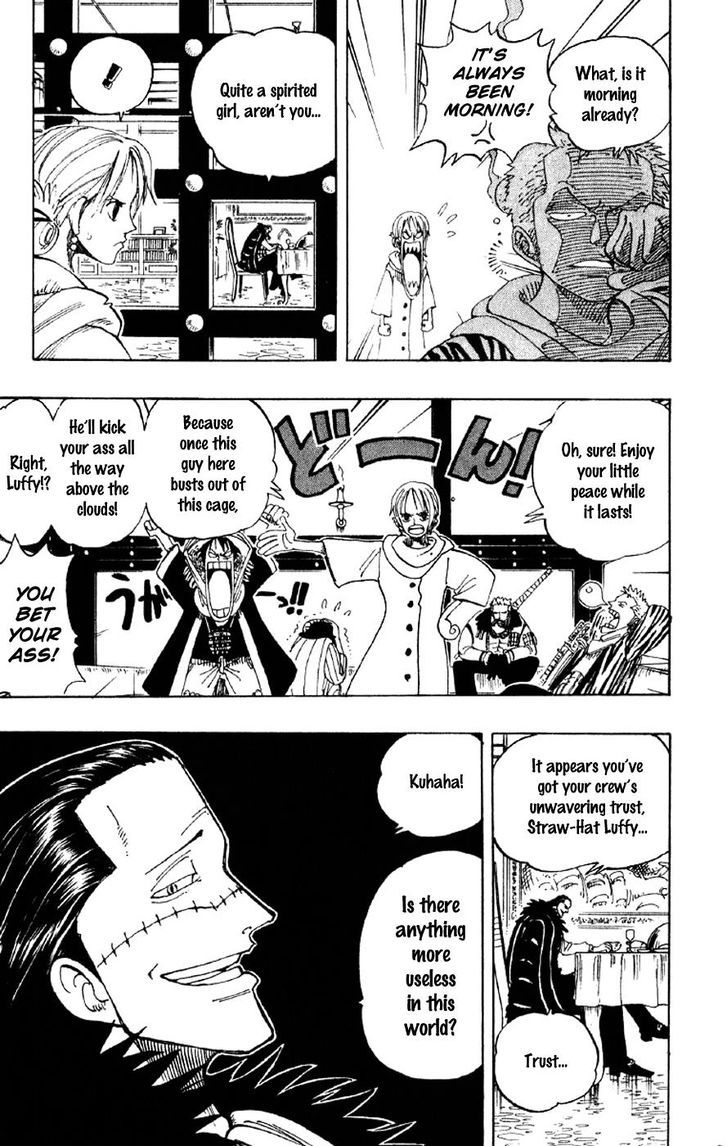 What, is it
morning
already?
IT'S
ALWAYS
BEEN
MORNING!
Quite a spirited
girl, aren't you...
!
Oh, sure! Enjoy
your little
peace while
it lasts!
どーん!
Because
once this
guy here
busts out
of this cage,
He'll kick
your ass all
the way
above the
clouds!
Right,
Luffy!?
うがー!!
YOU
BET
YOUR
ASS!
It appears you've
got your crew's
unwavering trust,
Straw-Hat Luffy...
Trust...
Kuhaha!
Is there
anything
more
useless
in this
world?